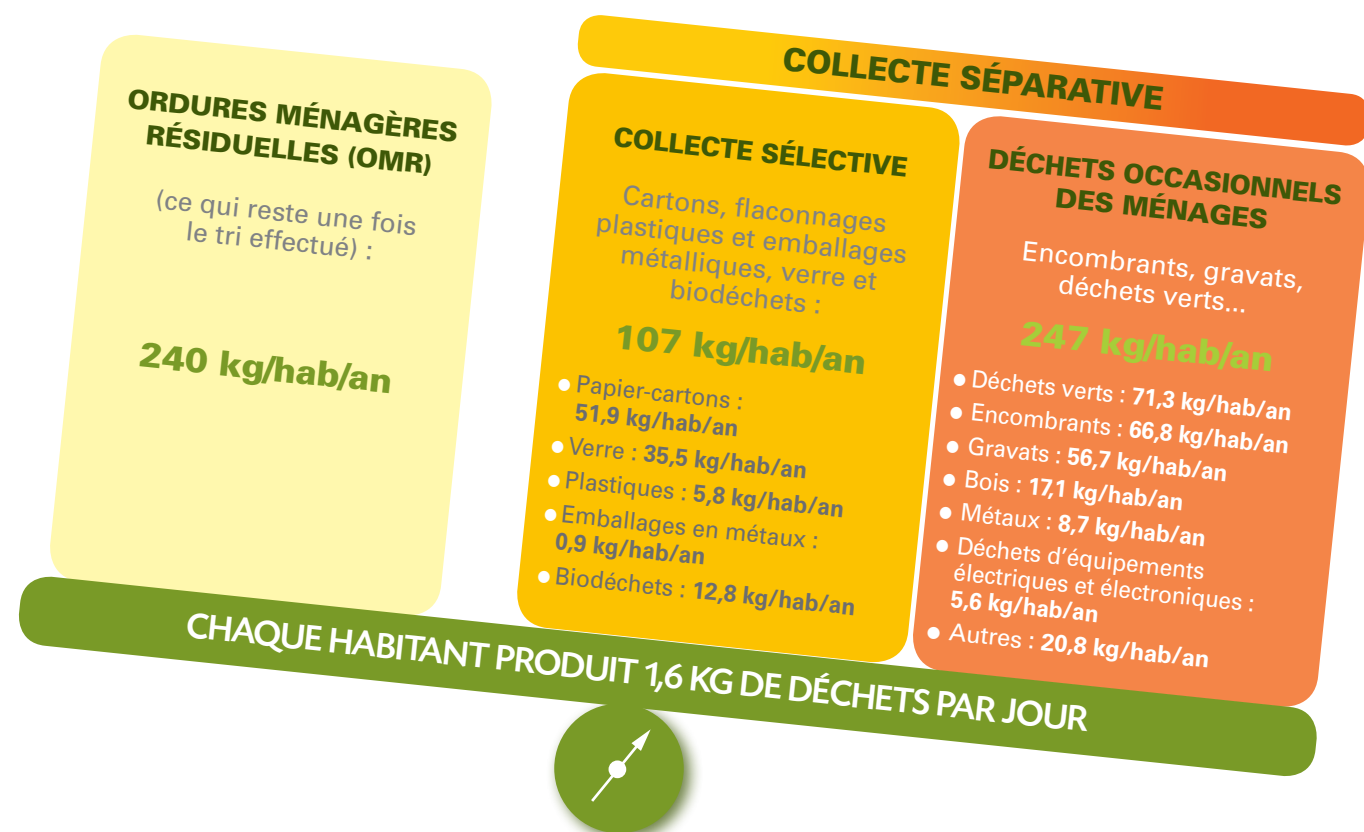 ORDURES MÉNAGÈRES
RÉSIDUELLES (OMR)
(ce qui reste une fois
le tri effectué) :
240 kg/hab/an
COLLECTE SÉPARATIVE
COLLECTE SÉLECTIVE
Cartons, flaconnages
plastiques et emballages
métalliques, verre et
biodéchets :
107 kg/hab/an
● Papier-cartons :
51,9 kg/hab/an
● Verre : 35,5 kg/hab/an
● Plastiques : 5,8 kg/hab/an
● Emballages en métaux :
0,9 kg/hab/an
● Biodéchets : 12,8 kg/hab/an
DÉCHETS OCCASIONNELS
DES MÉNAGES
Encombrants, gravats,
déchets verts...
247 kg/hab/an
● Déchets verts : 71,3 kg/hab/an
● Encombrants : 66,8 kg/hab/an
● Gravats : 56,7 kg/hab/an
● Bois : 17,1 kg/hab/an
● Métaux : 8,7 kg/hab/an
● Déchets d'équipements
électriques et électroniques :
5,6 kg/hab/an
● Autres : 20,8 kg/hab/an
CHAQUE HABITANT PRODUIT 1,6 KG DE DÉCHETS PAR JOUR